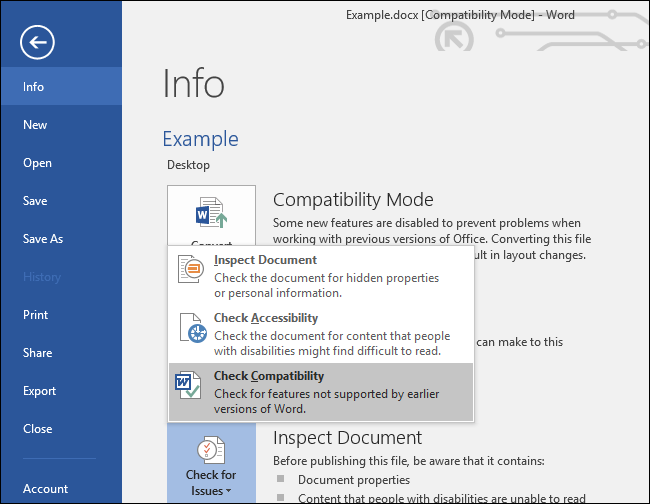 Example.docx [Compatibility Mode] - Word
Info
New
Open
Save
Save As
History
Print
Share
Export
Close
Account
Info
Example
Desktop
Convert
Compatibility Mode
Some new features are disabled to prevent problems when
working with previous versions of Office. Converting this file
ult in layout changes.
Inspect Document
Check the document for hidden properties
or personal information.
Check Accessibility
Check the document for content that people
with disabilities might find difficult to read.
can make to this
Check Compatibility
Check for features not supported by earlier
versions of Word.
Check for
Issues
Inspect Document
Before publishing this file, be aware that it contains:
Document properties
Content that people with disabilities are unable to read